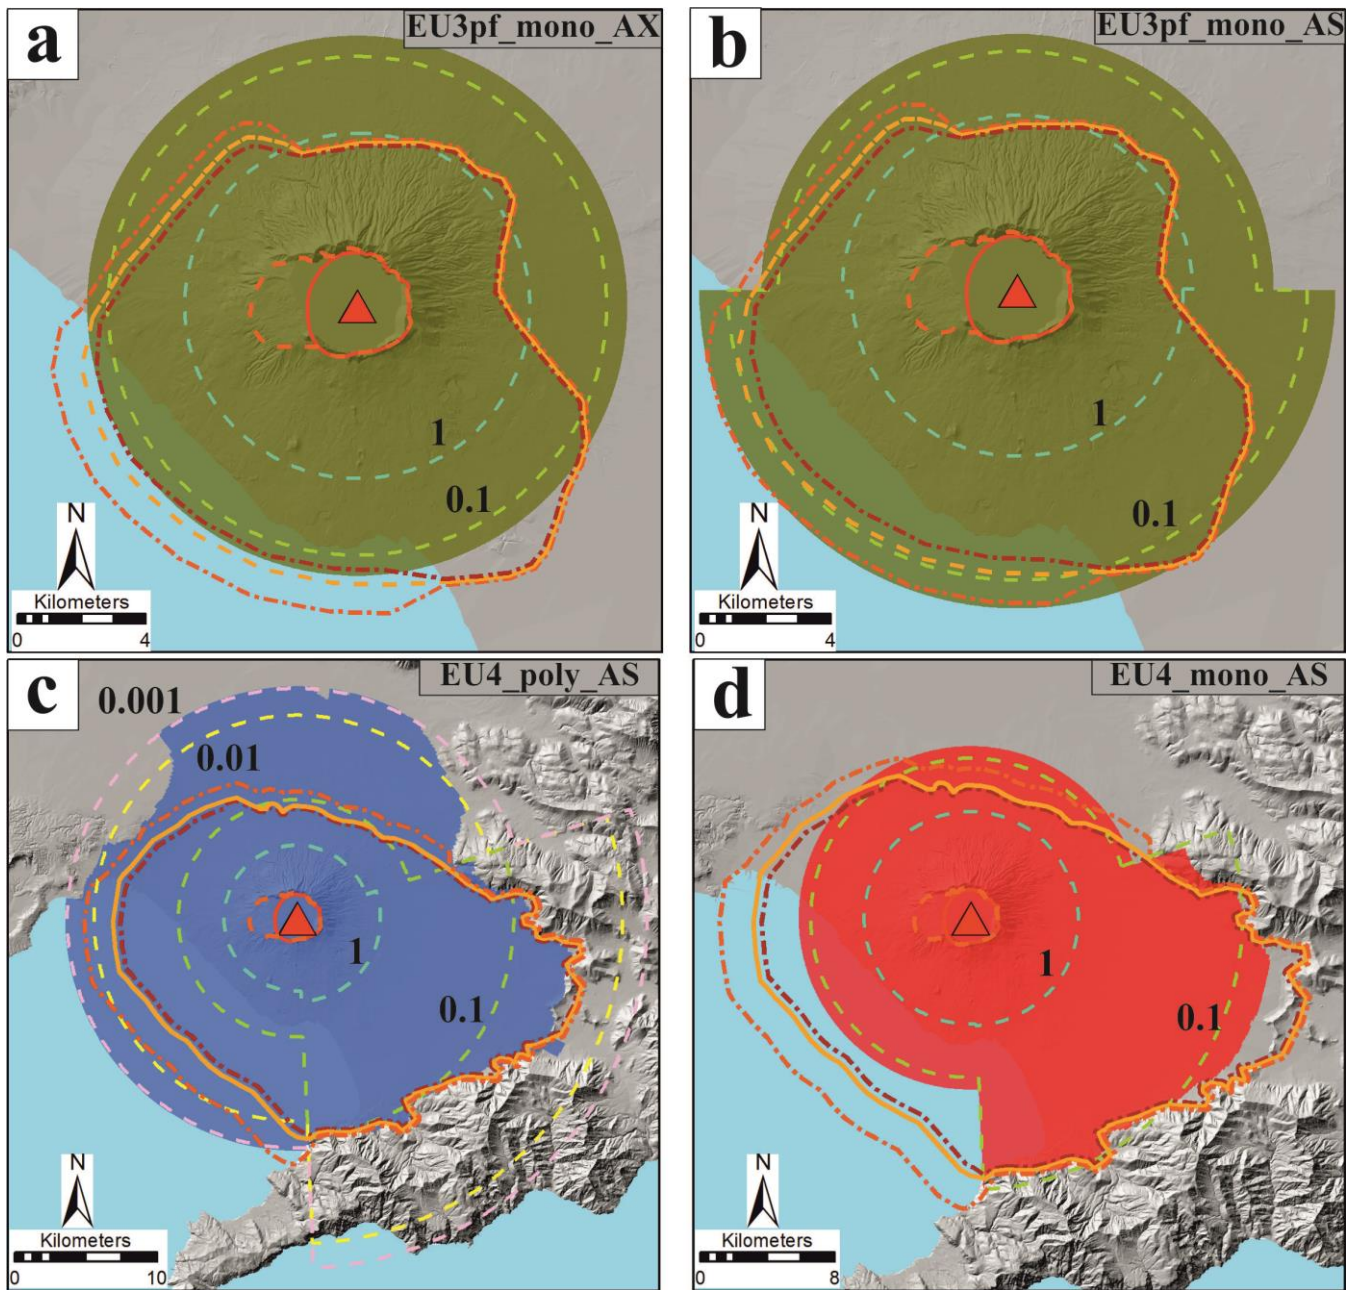 a
EU3pf_mono_AX
1
0.1
N
Kilometers
0 4
b
EU3pf_mono_AS
1
0.1
N
Kilometers
0 4
c
EU4_poly_AS
0.001
0.01
1
0.1
N
Kilometers
0 10
d
EU4_mono_AS
1
0.1
N
Kilometers
0 8